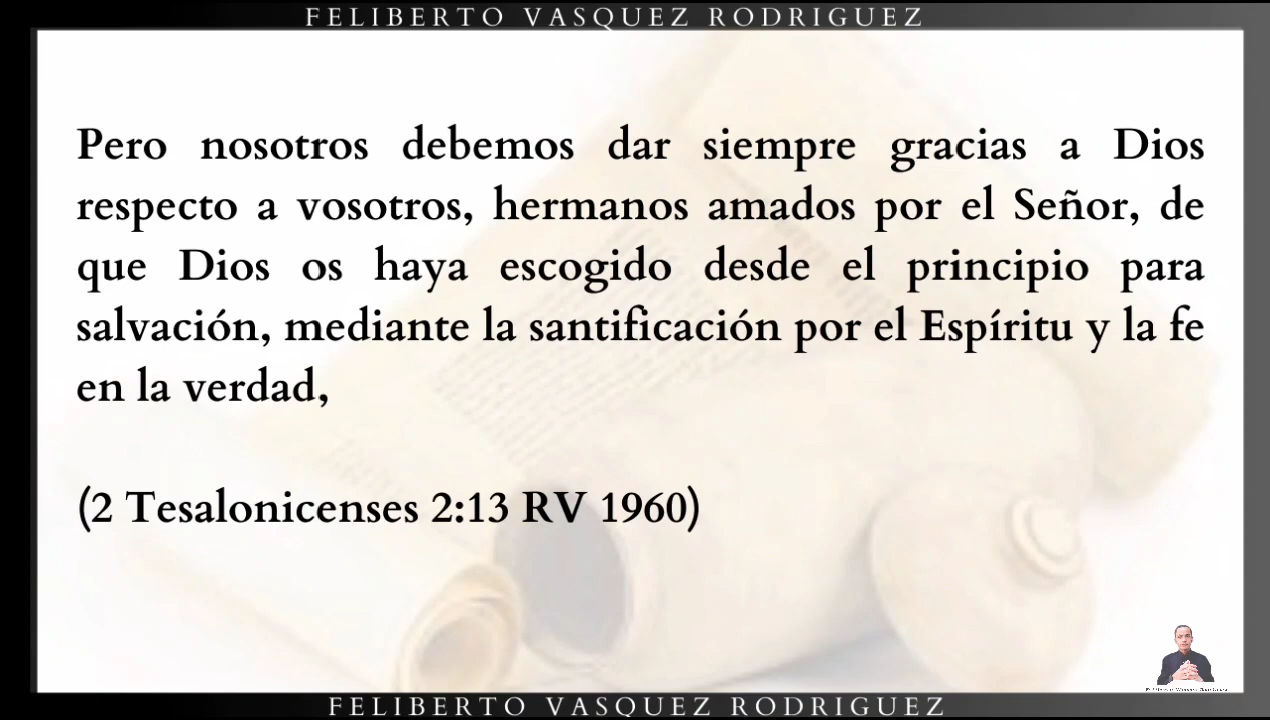 FELIBERTO VASQUEZ RODRIGUEZ
Pero nosotros debemos dar siempre gracias a Dios
respecto a vosotros, hermanos amados por el Señor, de
que Dios os haya escogido desde el principio para
salvación, mediante la santificación por el Espíritu y la fe
en la verdad,
(2 Tesalonicenses 2:13 RV 1960)
FELIBERTO VASQUEZ RODRIGUEZ